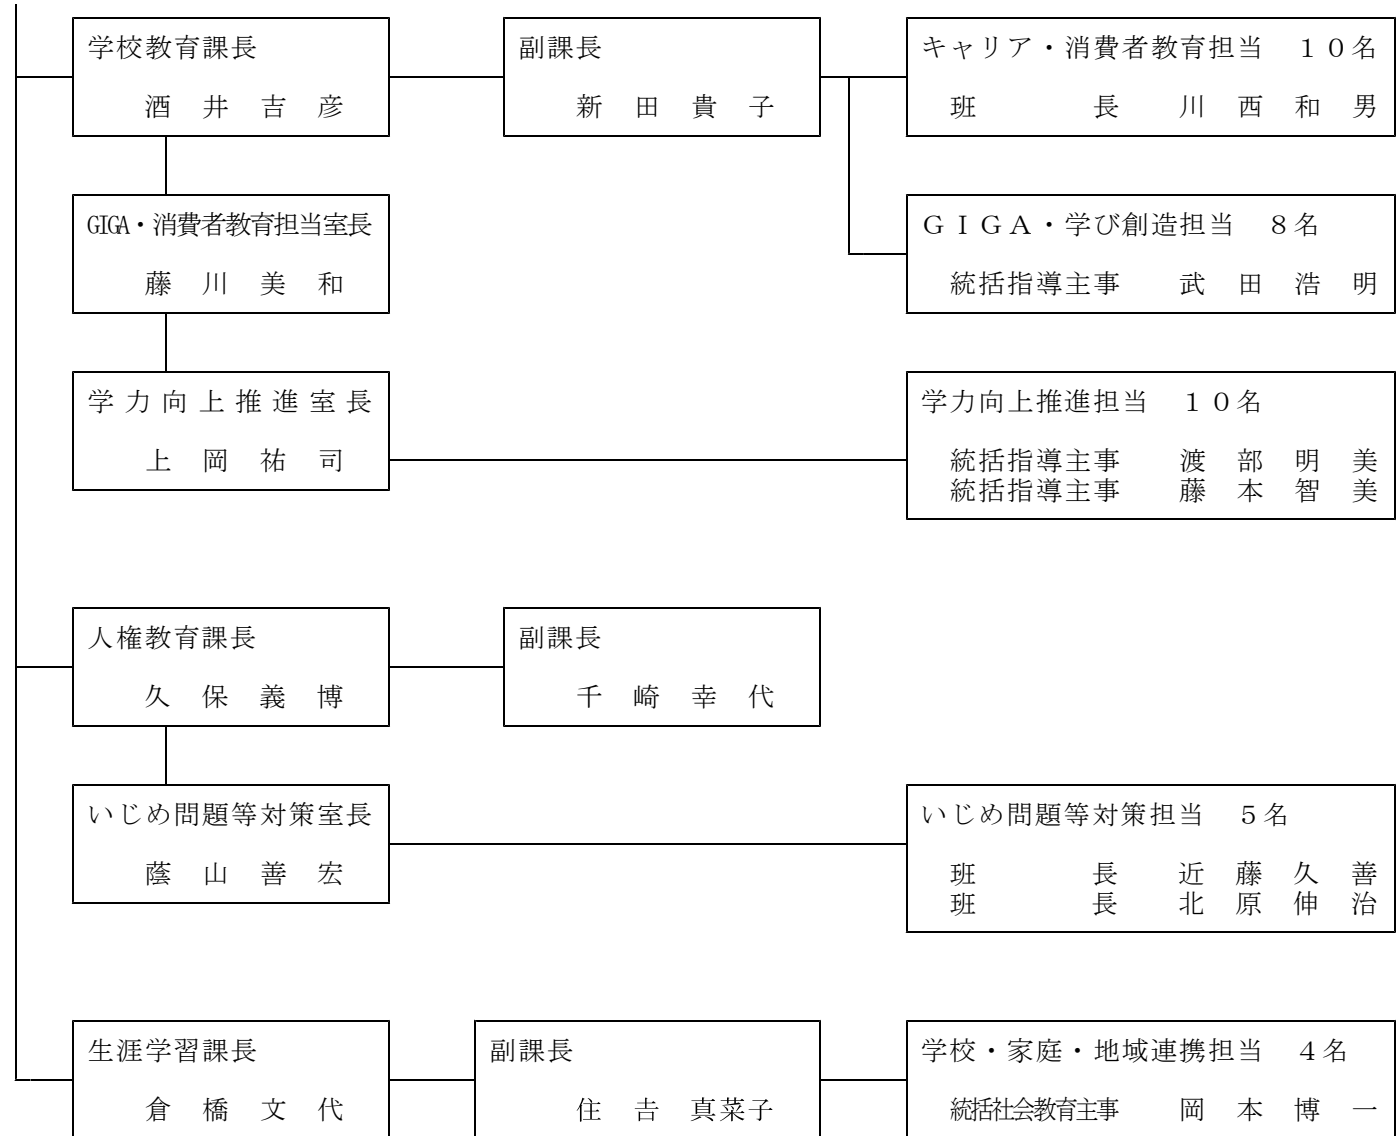 学校教育課長
酒 井 吉 彦
副課長
新 田 貴 子
キャリア・消費者教育担当 １０名
班 長 川 西 和 男
GIGA・消費者教育担当室長
藤 川 美 和
ＧＩＧＡ・学び創造担当 ８名
統括指導主事 武 田 浩 明
学力向上推進室長
上 岡 祐 司
学力向上推進担当 １０名
統括指導主事 渡 部 明 美
統括指導主事 藤 本 智 美
人権教育課長
久 保 義 博
副課長
千 崎 幸 代
いじめ問題等対策室長
蔭 山 善 宏
いじめ問題等対策担当 ５名
班 長 近 藤 久 善
班 長 北 原 伸 治
生涯学習課長
倉 橋 文 代
副課長
住 𠮷 真菜子
学校・家庭・地域連携担当 ４名
統括社会教育主事 岡 本 博 一